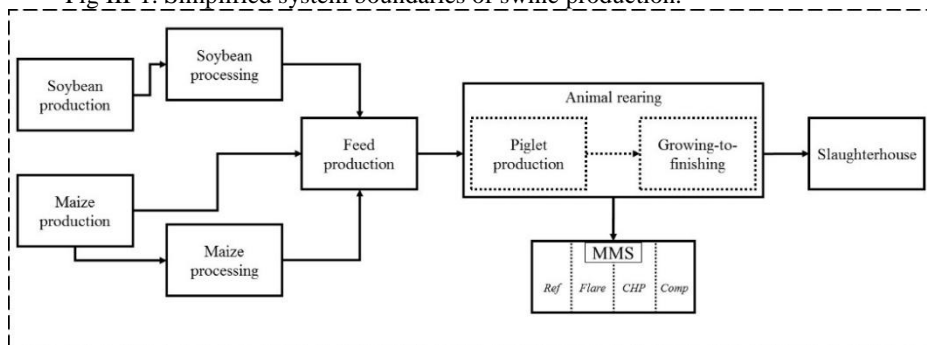 Fig III 1. Simplified system boundaries of swine production.
Soybean
production
Soybean
processing
Maize
production
Maize
processing
Feed
production
Animal rearing
Piglet
production
Growing-to-
finishing
Slaughterhouse
MMS
Ref
Flare
CHP
Comp